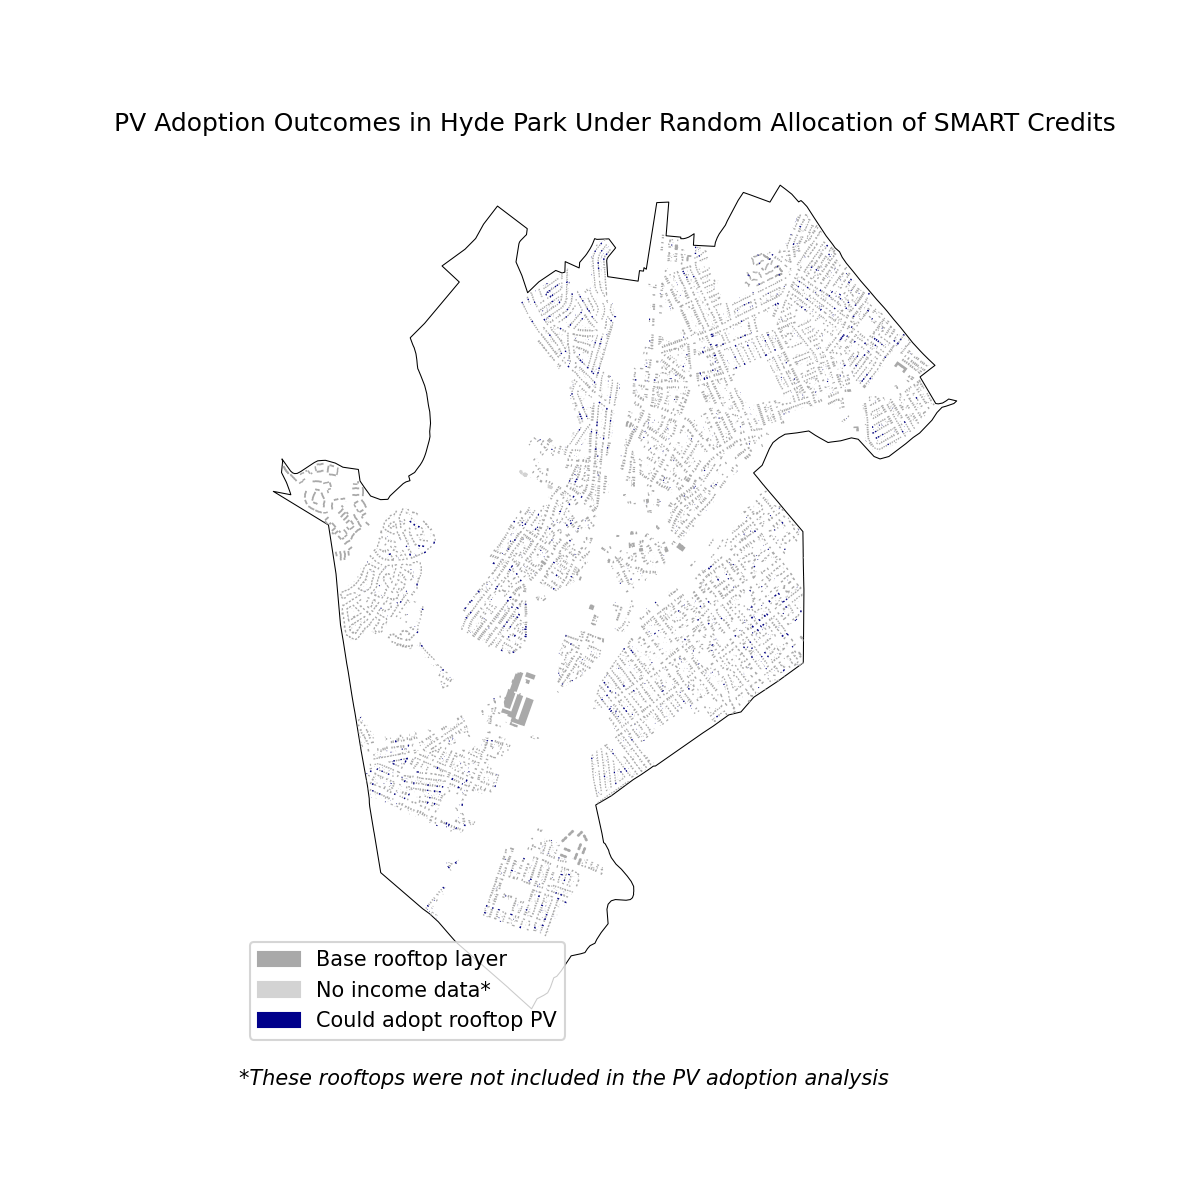 PV Adoption Outcomes in Hyde Park Under Random Allocation of SMART Credits
Base rooftop layer
No income data*
Could adopt rooftop PV
*These rooftops were not included in the PV adoption analysis